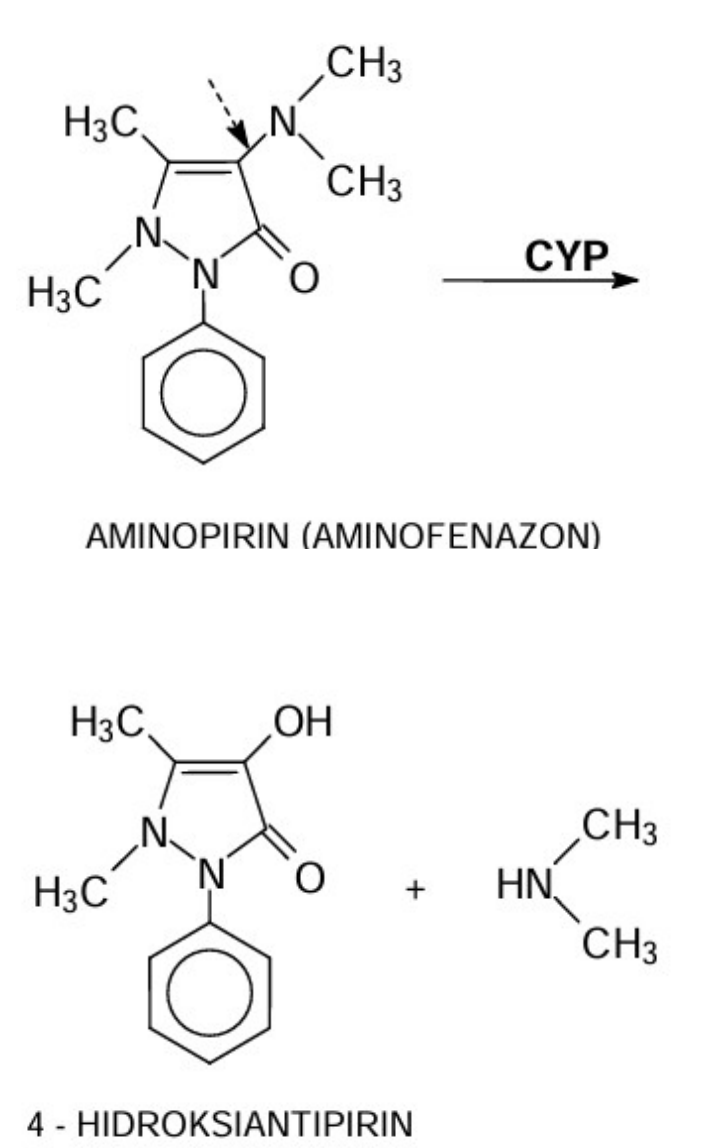 CH3
H3C
N
CH3
N
N
O
H3C
CYP
AMINOPIRIN (AMINOFENAZON)
H3C
OH
N
N
O
H3C
+
HN
CH3
CH3
4 - HIDROKSIANTIPIRIN